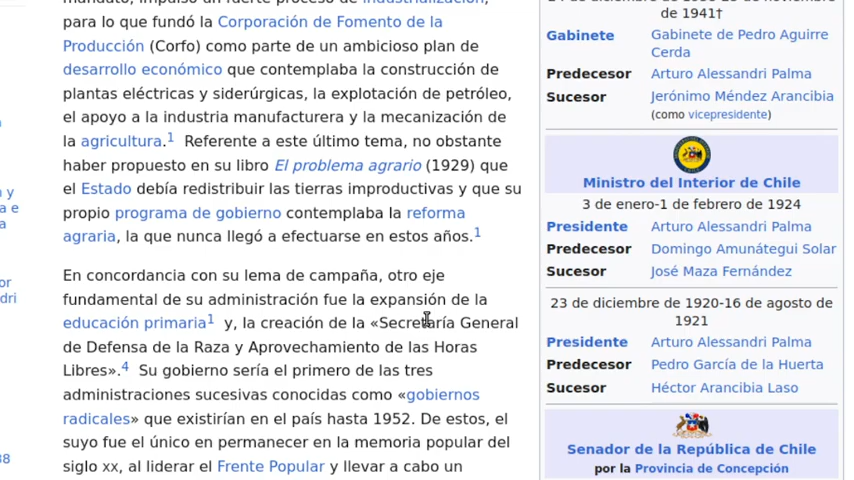 para lo que fundó la Corporación de Fomento de la
Producción (Corfo) como parte de un ambicioso plan de
desarrollo económico que contemplaba la construcción de
plantas eléctricas y siderúrgicas, la explotación de petróleo,
el apoyo a la industria manufacturera y la mecanización de
la agricultura.1 Referente a este último tema, no obstante
haber propuesto en su libro El problema agrario (1929) que
el Estado debía redistribuir las tierras improductivas y que su
propio programa de gobierno contemplaba la reforma
agraria, la que nunca llegó a efectuarse en estos años.1
En concordancia con su lema de campaña, otro eje
fundamental de su administración fue la expansión de la
educación primaria1 y, la creación de la «Secretaría General
de Defensa de la Raza y Aprovechamiento de las Horas
Libres».4 Su gobierno sería el primero de las tres
administraciones sucesivas conocidas como «gobiernos
radicales» que existirían en el país hasta 1952. De estos, el
suyo fue el único en permanecer en la memoria popular del
siglo XX, al liderar el Frente Popular y llevar a cabo un
de 1941†
Gabinete Gabinete de Pedro Aguirre
Cerda
Predecesor Arturo Alessandri Palma
Sucesor Jerónimo Méndez Arancibia
(como vicepresidente)
Ministro del Interior de Chile
3 de enero-1 de febrero de 1924
Presidente Arturo Alessandri Palma
Predecesor Domingo Amunátegui Solar
Sucesor José Maza Fernández
23 de diciembre de 1920-16 de agosto de
1921
Presidente Arturo Alessandri Palma
Predecesor Pedro García de la Huerta
Sucesor Héctor Arancibia Laso
Senador de la República de Chile
por la Provincia de Concepción